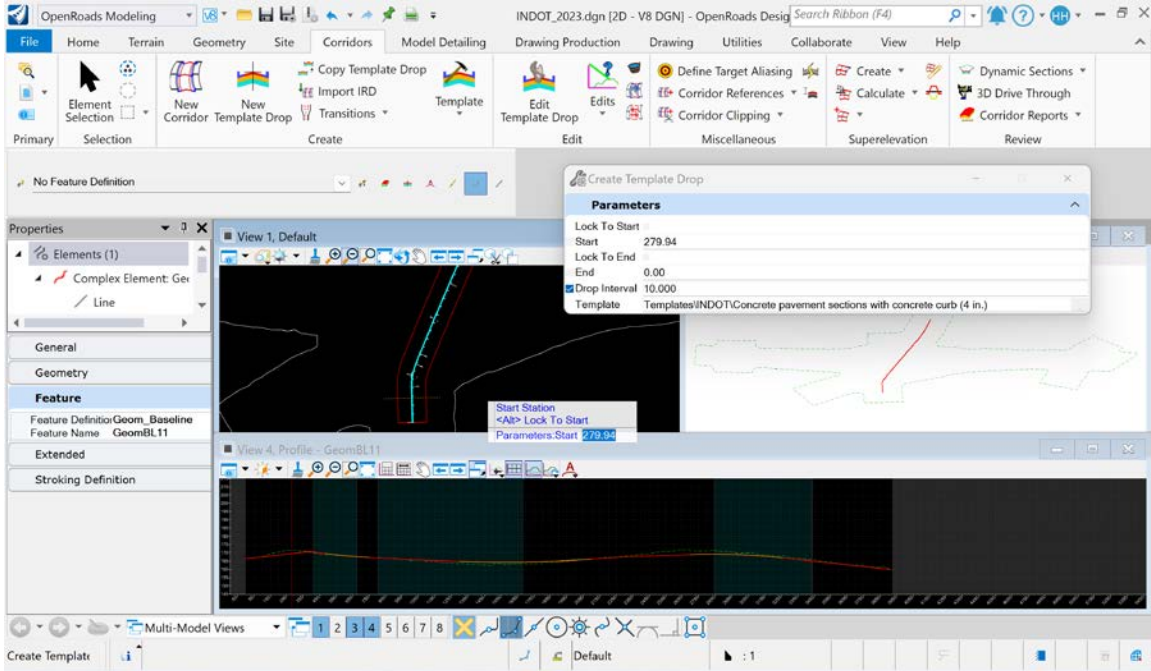 OpenRoads Modeling
INDOT_2023.dgn [2D - V8 DGN] - OpenRoads Desig
Search Ribbon (F4)
HH
File Home Terrain Geometry Site Corridors Model Detailing Drawing Production Drawing Utilities Collaborate View Help
Element Selection
New Corridor
New Template Drop
Copy Template Drop
Import IRD
Transitions
Template
Edit Template Drop
Edits
Define Target Aliasing
Corridor References
Corridor Clipping
Create
Calculate
Dynamic Sections
3D Drive Through
Corridor Reports
Primary Selection Create Edit Miscellaneous Superelevation Review
No Feature Definition
Create Template Drop
Parameters
Lock To Start
Start 279.94
Lock To End
End 0.00
Drop Interval 10.000
Template Templates\INDOT\Concrete pavement sections with concrete curb (4 in.)
Properties
Elements (1)
Complex Element: Geo
Line
General
Geometry
Feature
Feature Definitio Geom_Baseline
Feature Name GeomBL11
Extended
Stroking Definition
View 1, Default
Start Station
<Alt> Lock To Start
Parameters:Start 279.94
View 4, Profile - GeomBL11
Multi-Model Views 1 2 3 4 5 6 7 8
Create Template
Default
: 1